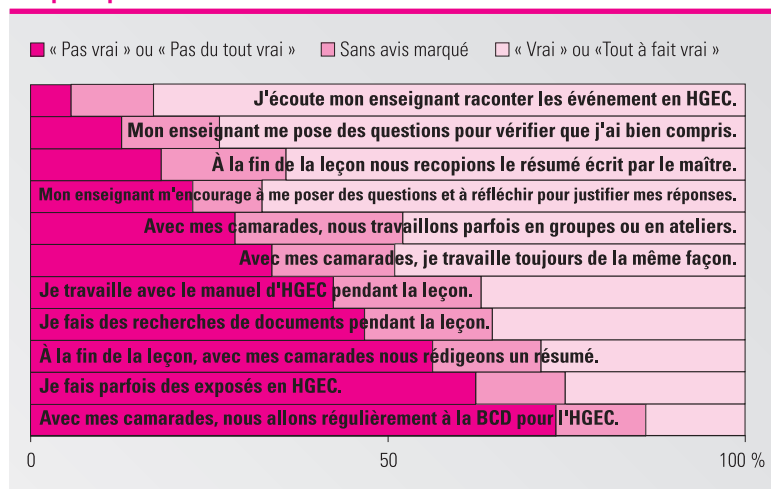 « Pas vrai » ou « Pas du tout vrai » Sans avis marqué « Vrai » ou «Tout à fait vrai »
J'écoute mon enseignant raconter les événement en HGEC.
Mon enseignant me pose des questions pour vérifier que j'ai bien compris.
À la fin de la leçon nous recopions le résumé écrit par le maître.
Mon enseignant m'encourage à me poser des questions et à réfléchir pour justifier mes réponses.
Avec mes camarades, nous travaillons parfois en groupes ou en ateliers.
Avec mes camarades, je travaille toujours de la même façon.
Je travaille avec le manuel d'HGEC pendant la leçon.
Je fais des recherches de documents pendant la leçon.
À la fin de la leçon, avec mes camarades nous rédigeons un résumé.
Je fais parfois des exposés en HGEC.
Avec mes camarades, nous allons régulièrement à la BCD pour l'HGEC.
0 50 100 %